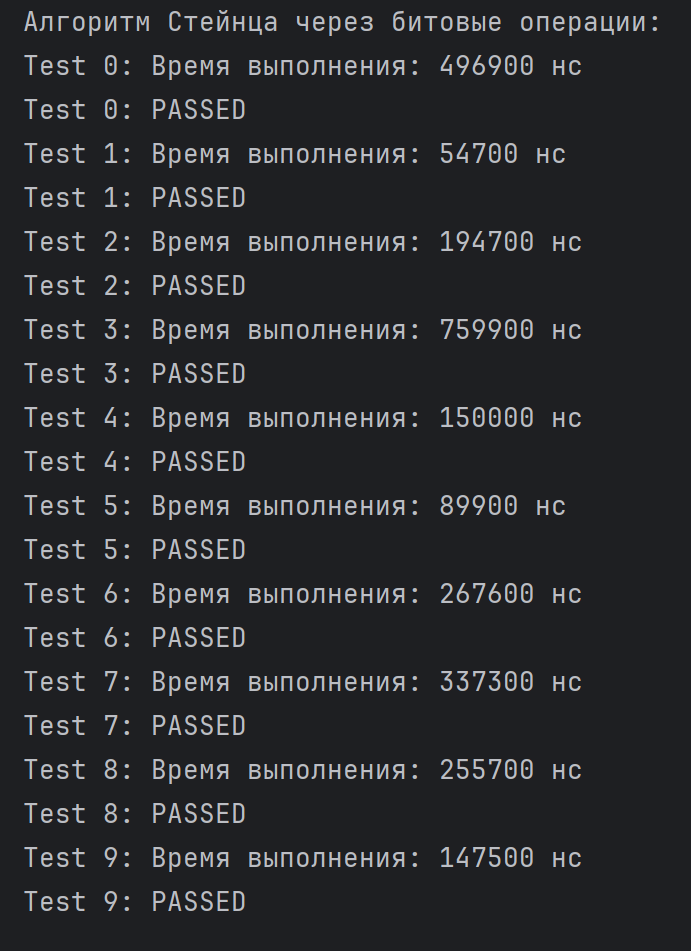 Алгоритм Стейнца через битовые операции:
Test 0: Время выполнения: 496900 нс
Test 0: PASSED
Test 1: Время выполнения: 54700 нс
Test 1: PASSED
Test 2: Время выполнения: 194700 нс
Test 2: PASSED
Test 3: Время выполнения: 759900 нс
Test 3: PASSED
Test 4: Время выполнения: 150000 нс
Test 4: PASSED
Test 5: Время выполнения: 89900 нс
Test 5: PASSED
Test 6: Время выполнения: 267600 нс
Test 6: PASSED
Test 7: Время выполнения: 337300 нс
Test 7: PASSED
Test 8: Время выполнения: 255700 нс
Test 8: PASSED
Test 9: Время выполнения: 147500 нс
Test 9: PASSED